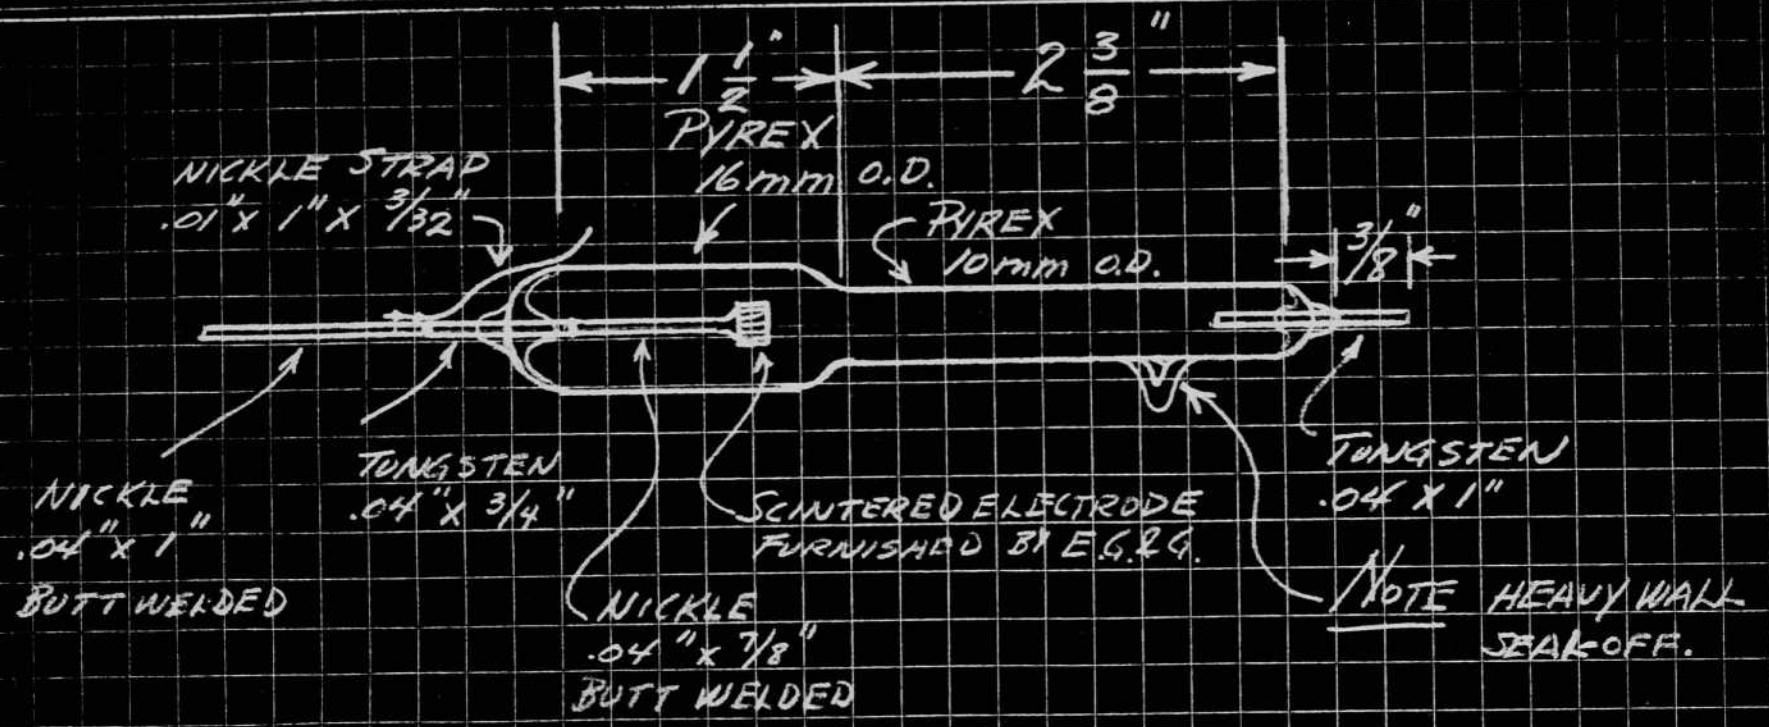 1 1/2"
2 3/8"
PYREX
16mm O.D.
NICKLE STRAP
.01" X 1" X 3/32"
PYREX
10mm O.D.
3/8"
NICKLE
.04" X 1"
BUTT WELDED
TUNGSTEN
.04" X 3/4"
SCINTERED ELECTRODE
FURNISHED BY E.G.&G.
TUNGSTEN
.04 X 1"
NICKLE
.04" X 7/8"
BUTT WELDED
NOTE HEAVY WALL
SEAL OFF.